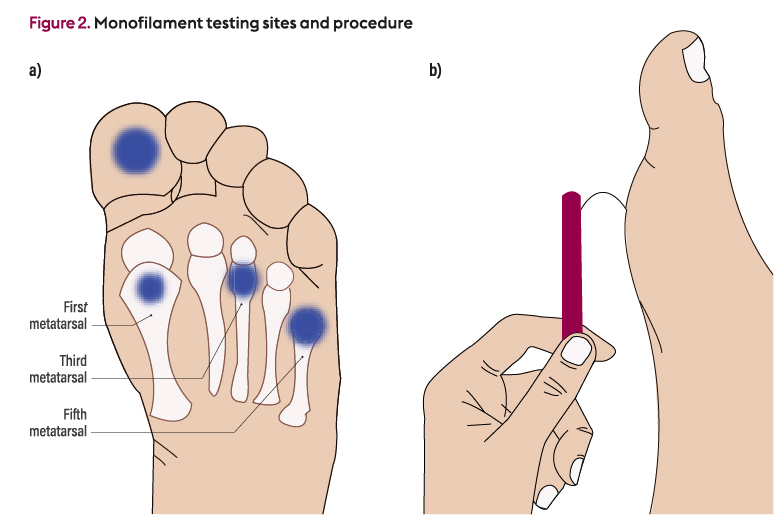 Figure 2. Monofilament testing sites and procedure
a)
b)
First
metatarsal
Third
metatarsal
Fifth
metatarsal